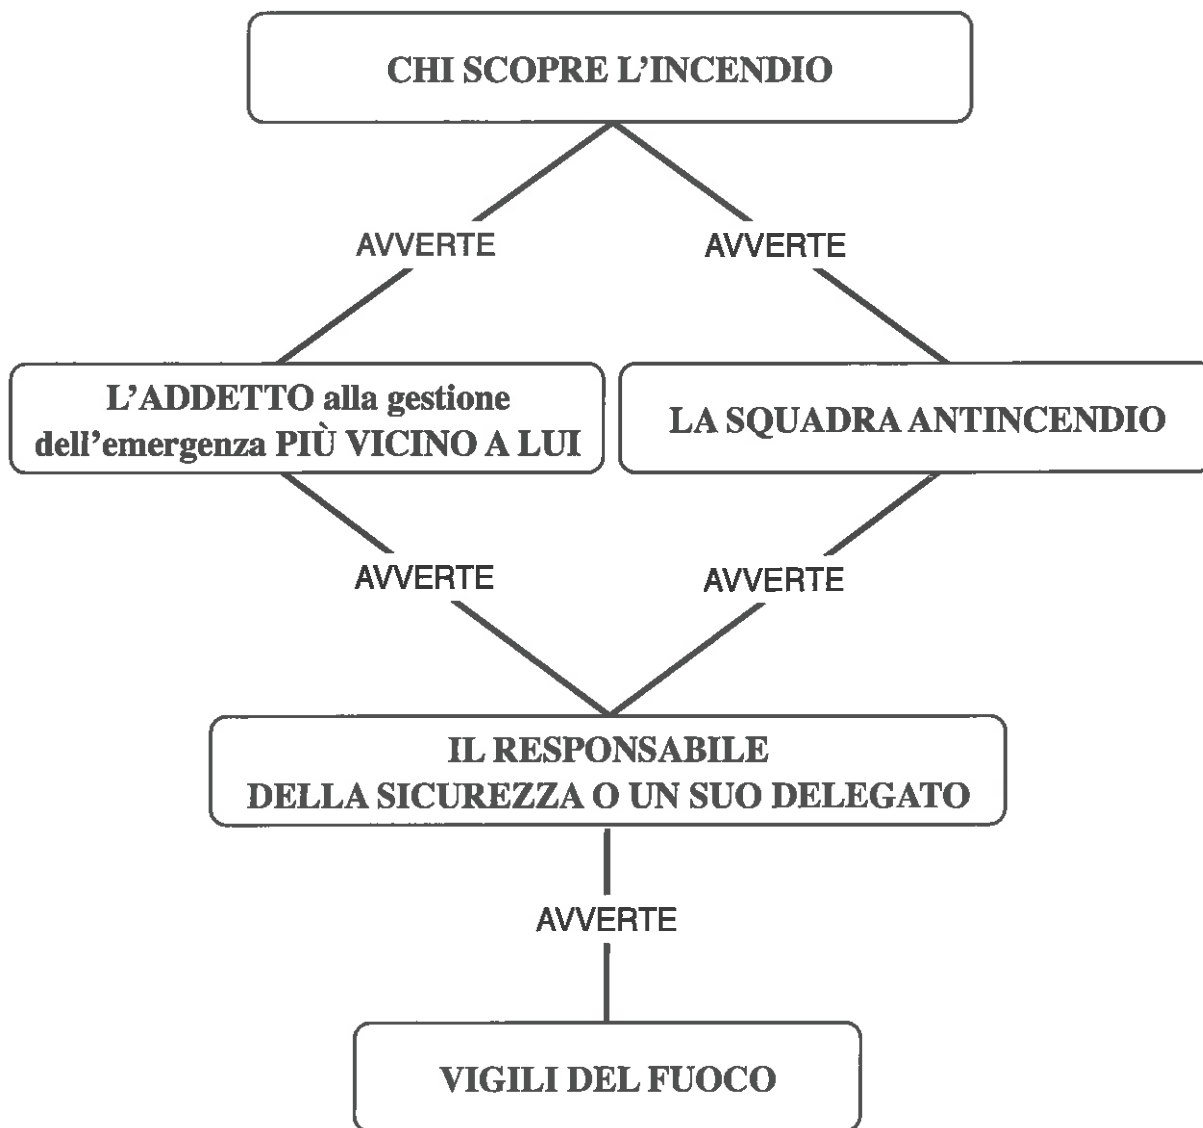 CHI SCOPRE L'INCENDIO
AVVERTE
AVVERTE
L'ADDETTO alla gestione
dell'emergenza PIÙ VICINO A LUI
LA SQUADRA ANTINCENDIO
AVVERTE
AVVERTE
IL RESPONSABILE
DELLA SICUREZZA O UN SUO DELEGATO
AVVERTE
VIGILI DEL FUOCO